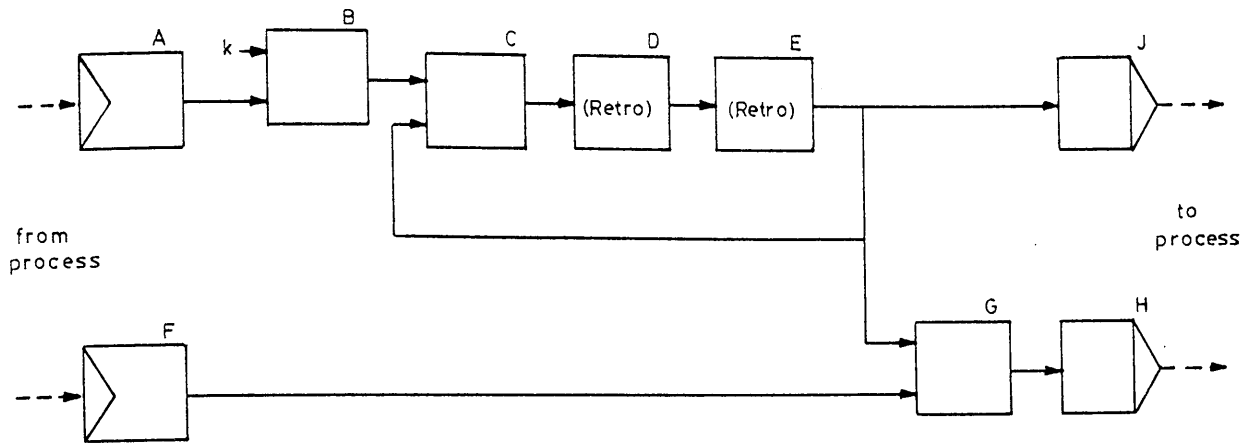 A
B
C
D
E
J
k
(Retro)
(Retro)
from
process
to
process
F
G
H